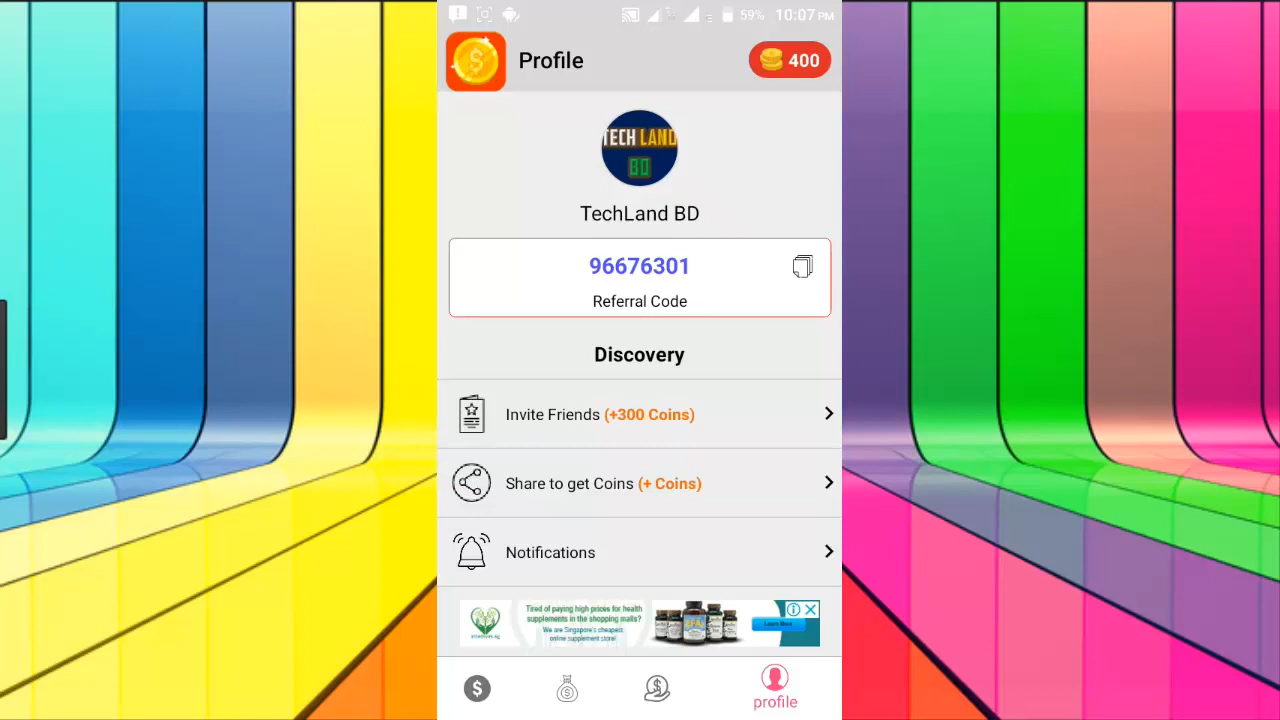 59% 10:07 PM
Profile
400
TECH LAND
BD
TechLand BD
96676301
Referral Code
Discovery
Invite Friends (+300 Coins)
Share to get Coins (+ Coins)
Notifications
Tired of paying high prices for health
supplements in the shopping malls?
We are Singapore's cheapest
online supplement store!
Learn More
profile